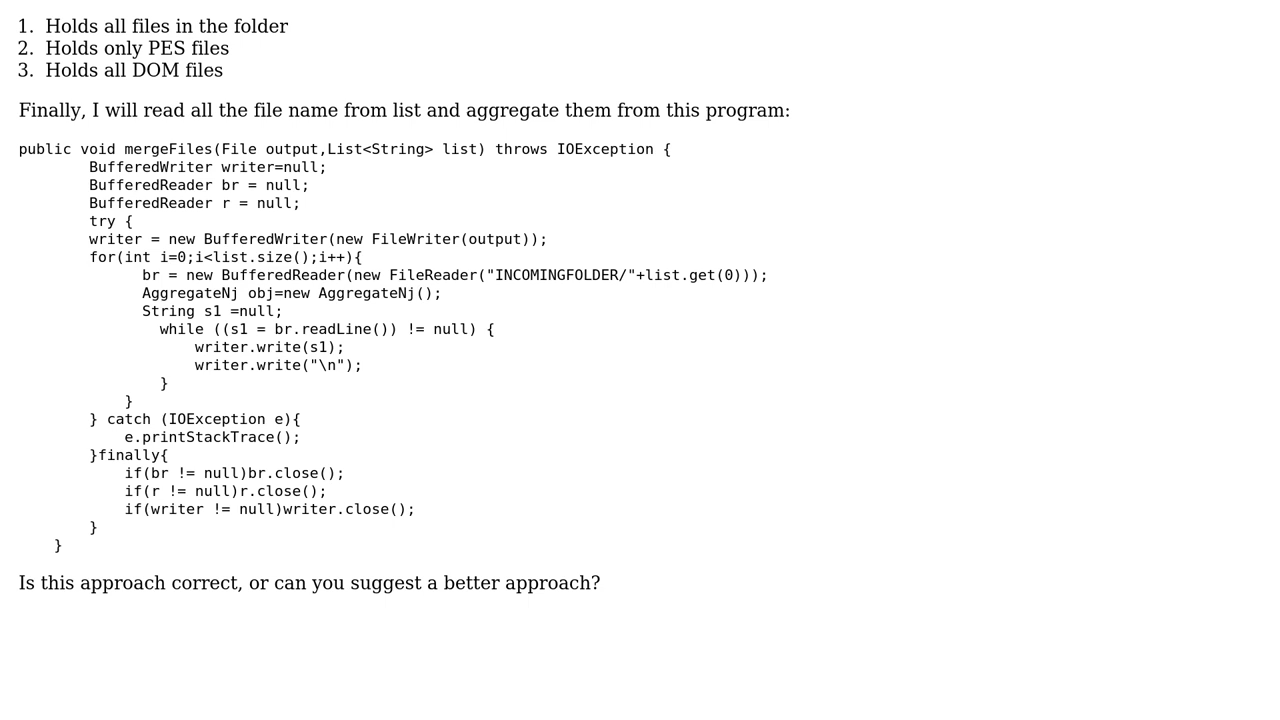 1. Holds all files in the folder
2. Holds only PES files
3. Holds all DOM files
Finally, I will read all the file name from list and aggregate them from this program:
public void mergeFiles(File output,List<String> list) throws IOException {
        BufferedWriter writer=null;
        BufferedReader br = null;
        BufferedReader r = null;
        try {
        writer = new BufferedWriter(new FileWriter(output));
        for(int i=0;i<list.size();i++){
              br = new BufferedReader(new FileReader("INCOMINGFOLDER/"+list.get(0)));
              AggregateNj obj=new AggregateNj();
              String s1 =null;
                while ((s1 = br.readLine()) != null) {
                    writer.write(s1);
                    writer.write("\n");
                }
            }
        } catch (IOException e){
            e.printStackTrace();
        }finally{
            if(br != null)br.close();
            if(r != null)r.close();
            if(writer != null)writer.close();
        }
    }
Is this approach correct, or can you suggest a better approach?